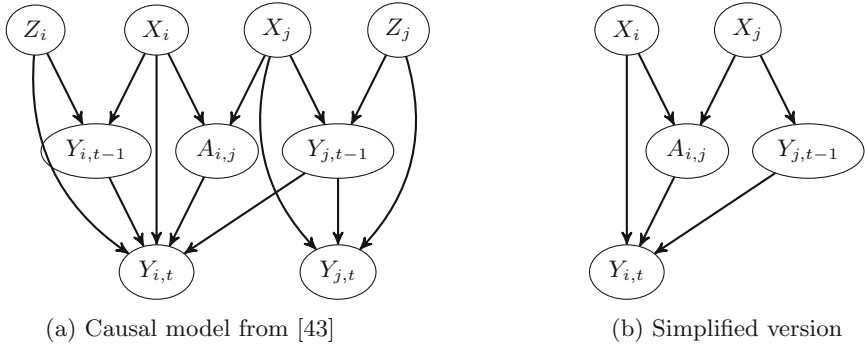 Z_i X_i X_j Z_j X_i X_j
Y_{i,t−1} A_{i,j} Y_{j,t−1} A_{i,j} Y_{j,t−1}
Y_{i,t} Y_{j,t} Y_{i,t}
(a) Causal model from [43] (b) Simplified version